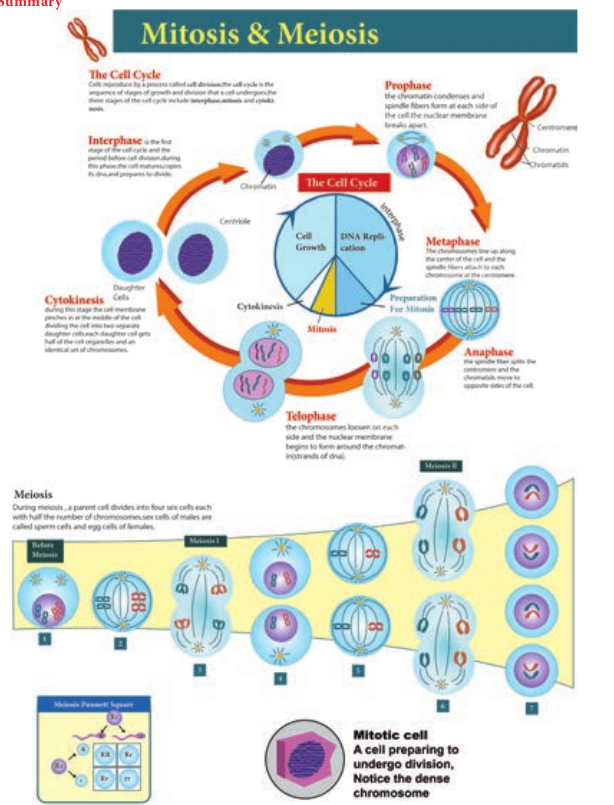 Summary
Mitosis & Meiosis
The Cell Cycle
Cells reproduce by a process called cell division.the cell cycle is the
sequence of stages of growth and division that a cell undergoes.the
three stages of the cell cycle include interphase,mitosis and cytoki-
nesis.
Interphase is the first
stage of the cell cycle and the
period before cell division.during
this phase,the cell matures,copies
its dna,and prepares to divide.
Chromatin
Prophase
the chromatin condenses and
spindle fibers form at each side of
the cell.the nuclear membrane
breaks apart.
Centromere
Chromatin
Chromatids
The Cell Cycle
Interphase
Cell
Growth
DNA Repli-
cation
Cytokinesis
Mitosis
Preparation
For Mitosis
Centriole
Daughter
Cells
Metaphase
The chromosomes line up along
the center of the cell and the
spindle fibers attach to each
chromosome at the centromere.
Cytokinesis
during this stage the cell membrane
pinches in at the middle of the cell
dividing the cell into two separate
daughter cells.each daughter cell gets
half of the cell organelles and an
identical set of chromosomes.
Anaphase
the spindle fiber splits the
centromere and the
chromatids move to
opposite sides of the cell.
Telophase
the chromosomes loosen on each
side and the nuclear membrane
begins to form around the chromat-
in(strands of dna).
Meiosis
During meiosis , a parent cell divides into four sex cells each
with half the number of chromosomes.sex cells of males are
called sperm cells and egg cells of females.
Before
Meiosis
Meiosis I
Meiosis II
1
2
3
4
5
6
7
Meiosis Punnett Square
Rr
R
RR
Rr
Rr
r
Rr
rr
Mitotic cell
A cell preparing to
undergo division,
Notice the dense
chromosome